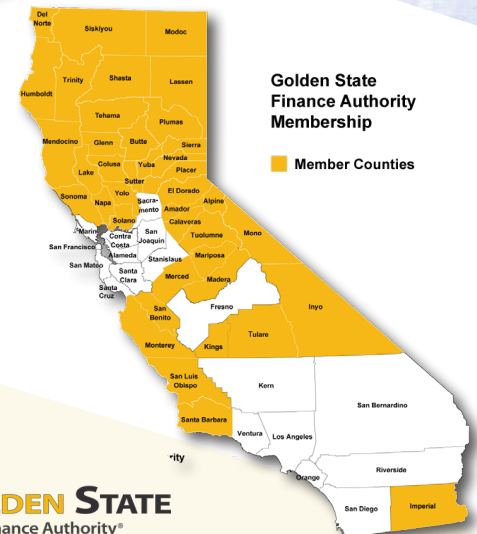 Del
Norte
Siskiyou
Modoc
Humboldt
Trinity
Shasta
Lassen
Golden State
Finance Authority
Membership
Member Counties
Tehama
Plumas
Mendocino
Glenn
Butte
Sierra
Nevada
Colusa
Yuba
Placer
Lake
Sutter
Sonoma
Napa
Yolo
Sacra-
mento
El Dorado
Alpine
Amador
Solano
Calaveras
Marin
Contra
Costa
San
Joaquin
Tuolumne
Mono
San Francisco
Alameda
Stanislaus
Mariposa
San Mateo
Santa
Clara
Merced
Madera
Santa
Cruz
San
Benito
Fresno
Inyo
Monterey
Kings
Tulare
San Luis
Obispo
Kern
San Bernardino
Santa Barbara
Ventura
Los Angeles
Orange
Riverside
San Diego
Imperial
rity
DEN STATE
nance Authority®